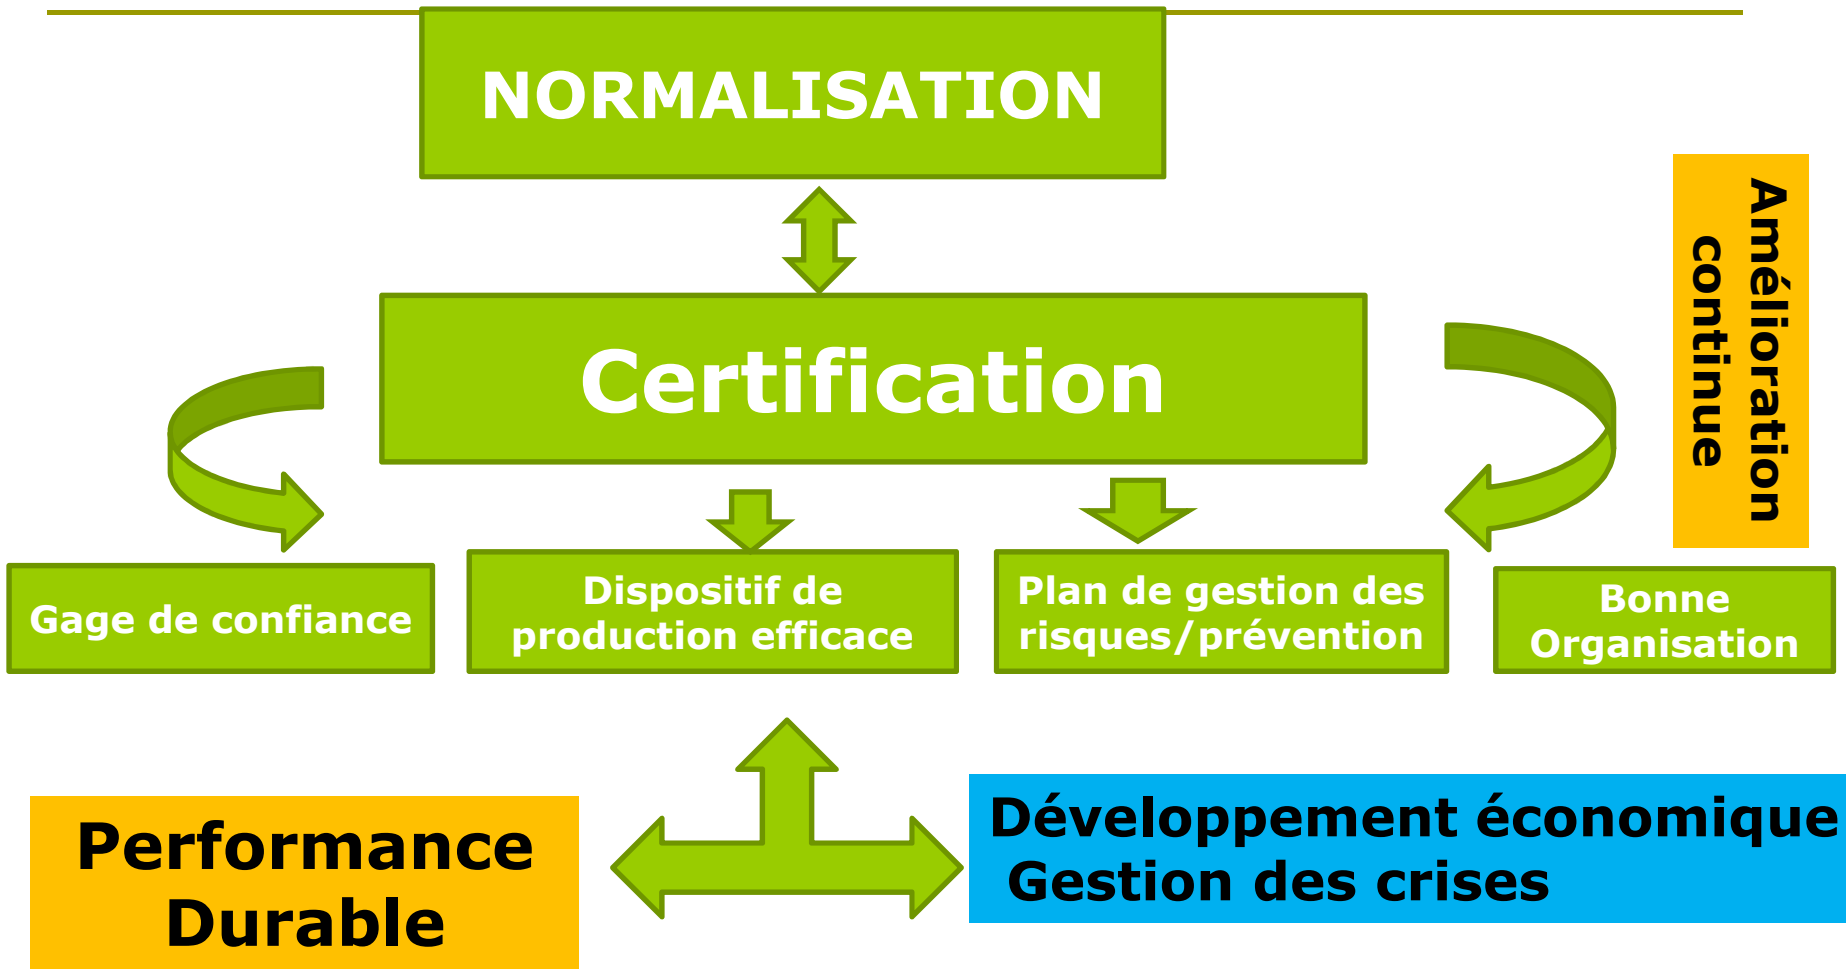 NORMALISATION
Amélioration
continue
Certification
Gage de confiance
Dispositif de
production efficace
Plan de gestion des
risques/prévention
Bonne
Organisation
Performance
Durable
Développement économique
Gestion des crises